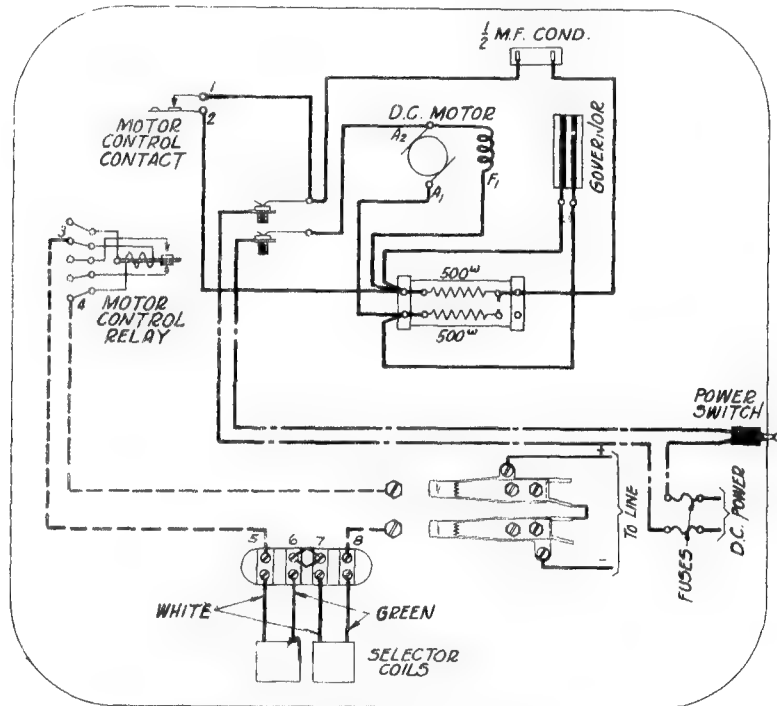 1/2 M.F. COND.
1
2
MOTOR
CONTROL
CONTACT
D.C. MOTOR
A2
A1
F1
GOVERNOR
3
4
MOTOR
CONTROL
RELAY
500ω
500ω
POWER
SWITCH
+
TO LINE
-
D.C. POWER
FUSES
5 6 7 8
WHITE
GREEN
SELECTOR
COILS